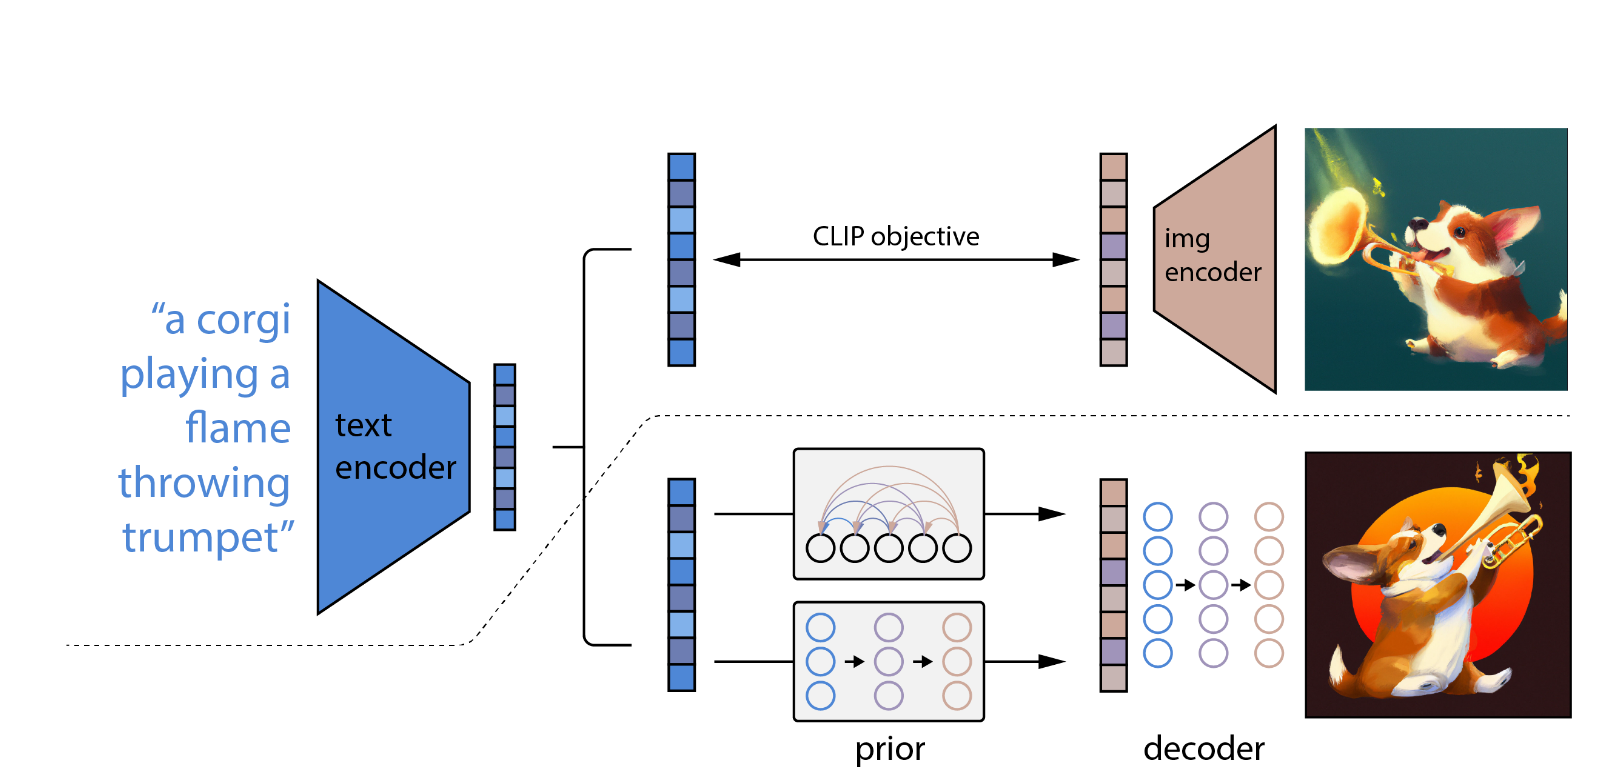 “a corgi
playing a
flame
throwing
trumpet”
text
encoder
CLIP objective
img
encoder
prior
decoder